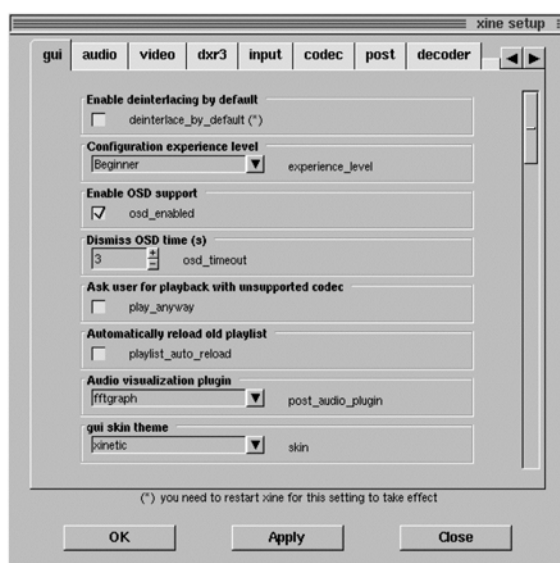 xine setup
gui audio video dxr3 input codec post decoder
Enable deinterlacing by default
deinterlace_by_default (*)
Configuration experience level
Beginner experience_level
Enable OSD support
osd_enabled
Dismiss OSD time (s)
3 osd_timeout
Ask user for playback with unsupported codec
play_anyway
Automatically reload old playlist
playlist_auto_reload
Audio visualization plugin
fftgraph post_audio_plugin
gui skin theme
xinetic skin
(*) you need to restart xine for this setting to take effect
OK Apply Close